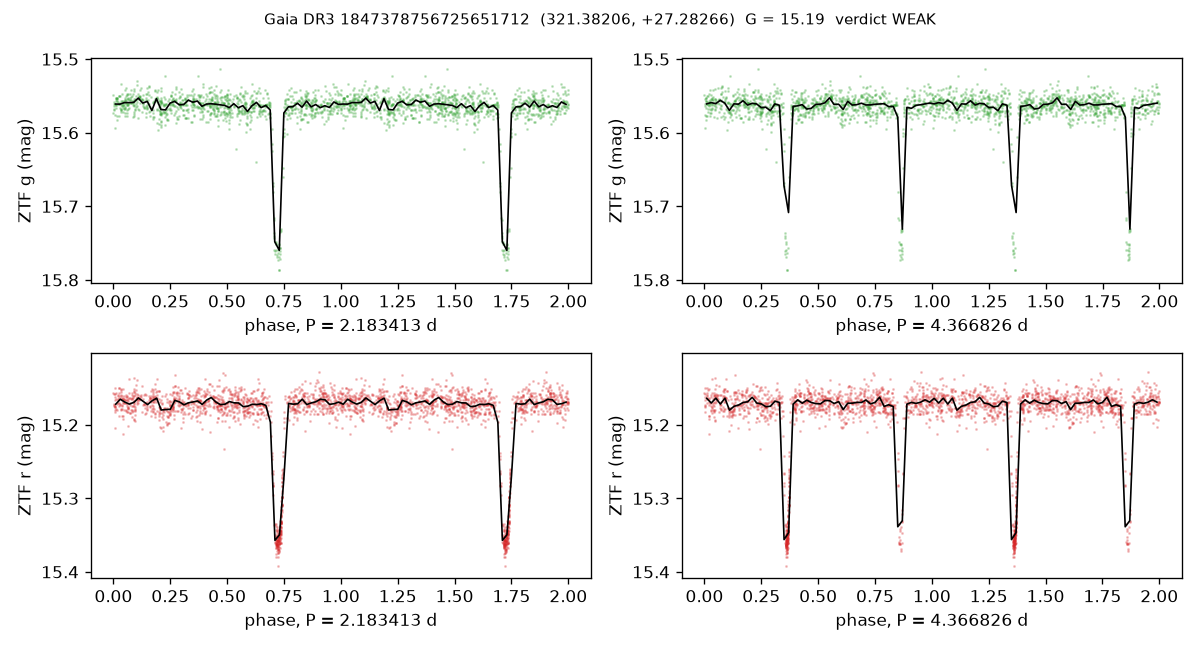 Gaia DR3 1847378756725651712 (321.38206, +27.28266) G = 15.19 verdict WEAK
15.5
15.6
15.7
15.8
ZTF g (mag)
0.00 0.25 0.50 0.75 1.00 1.25 1.50 1.75 2.00
phase, P = 2.183413 d
15.5
15.6
15.7
15.8
ZTF g (mag)
0.00 0.25 0.50 0.75 1.00 1.25 1.50 1.75 2.00
phase, P = 4.366826 d
15.2
15.3
15.4
ZTF r (mag)
0.00 0.25 0.50 0.75 1.00 1.25 1.50 1.75 2.00
phase, P = 2.183413 d
15.2
15.3
15.4
ZTF r (mag)
0.00 0.25 0.50 0.75 1.00 1.25 1.50 1.75 2.00
phase, P = 4.366826 d